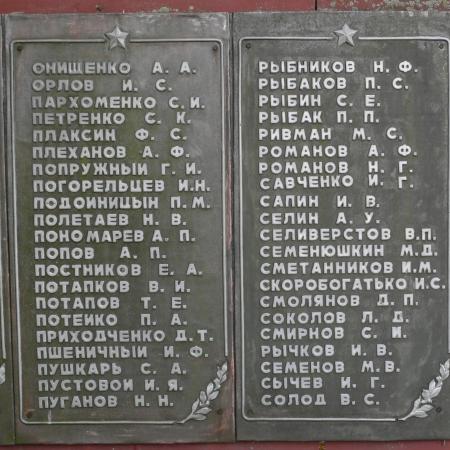 ОНИЩЕНКО А. А.
ОРЛОВ И. С.
ПАРХОМЕНКО С. И.
ПЕТРЕНКО С. К.
ПЛАКСИН Ф. С.
ПЛЕХАНОВ А. Ф.
ПОПРУЖНЫЙ Г. И.
ПОГОРЕЛЬЦЕВ И.Н.
ПОДОЙНИЦЫН П.М.
ПОЛЕТАЕВ Н. В.
ПОНОМАРЕВ А. П.
ПОПОВ А. П.
ПОСТНИКОВ Е. А.
ПОТАПКОВ В. И.
ПОТАПОВ Т. Е.
ПОТЕЙКО П. А.
ПРИХОДЧЕНКО Д. Т.
ПШЕНИЧНЫЙ И. Ф.
ПУШКАРЬ С. А.
ПУСТОВОЙ И. Я.
ПУГАНОВ Н. Н.
РЫБНИКОВ Н. Ф.
РЫБАКОВ П. С.
РЫБИН С. Е.
РЫБАК П. П.
РИВМАН М. С.
РОМАНОВ А. Ф.
РОМАНОВ Н. Г.
САВЧЕНКО И. Г.
САПИН И. В.
СЕЛИН А. У.
СЕЛИВЕРСТОВ В.П.
СЕМЕНЮШКИН М.Д.
СМЕТАННИКОВ И.М.
СКОРОБОГАТЬКО И.С.
СМОЛЯНОВ Д. П.
СОКОЛОВ Л. Д.
СМИРНОВ С. И.
РЫЧКОВ И. В.
СЕМЕНОВ М. В.
СЫЧЕВ И. Г.
СОЛОД В. С.